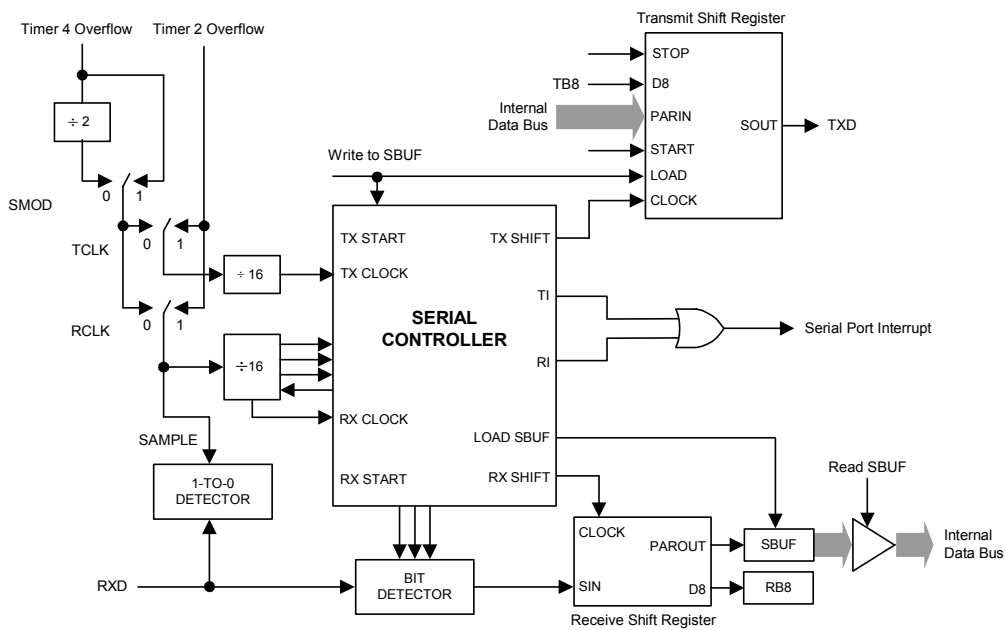 Transmit Shift Register
Timer 4 Overflow
Timer 2 Overflow
STOP
TB8
D8
÷ 2
Internal
Data Bus
PARIN
SOUT
TXD
START
Write to SBUF
LOAD
SMOD
0
1
CLOCK
TX START
TX SHIFT
TCLK
0
1
÷ 16
TX CLOCK
TI
SERIAL
CONTROLLER
Serial Port Interrupt
RCLK
0
1
RI
÷16
RX CLOCK
LOAD SBUF
SAMPLE
1-TO-0
DETECTOR
RX START
RX SHIFT
Read SBUF
CLOCK
PAROUT
SBUF
Internal
Data Bus
RXD
BIT
DETECTOR
SIN
D8
RB8
Receive Shift Register